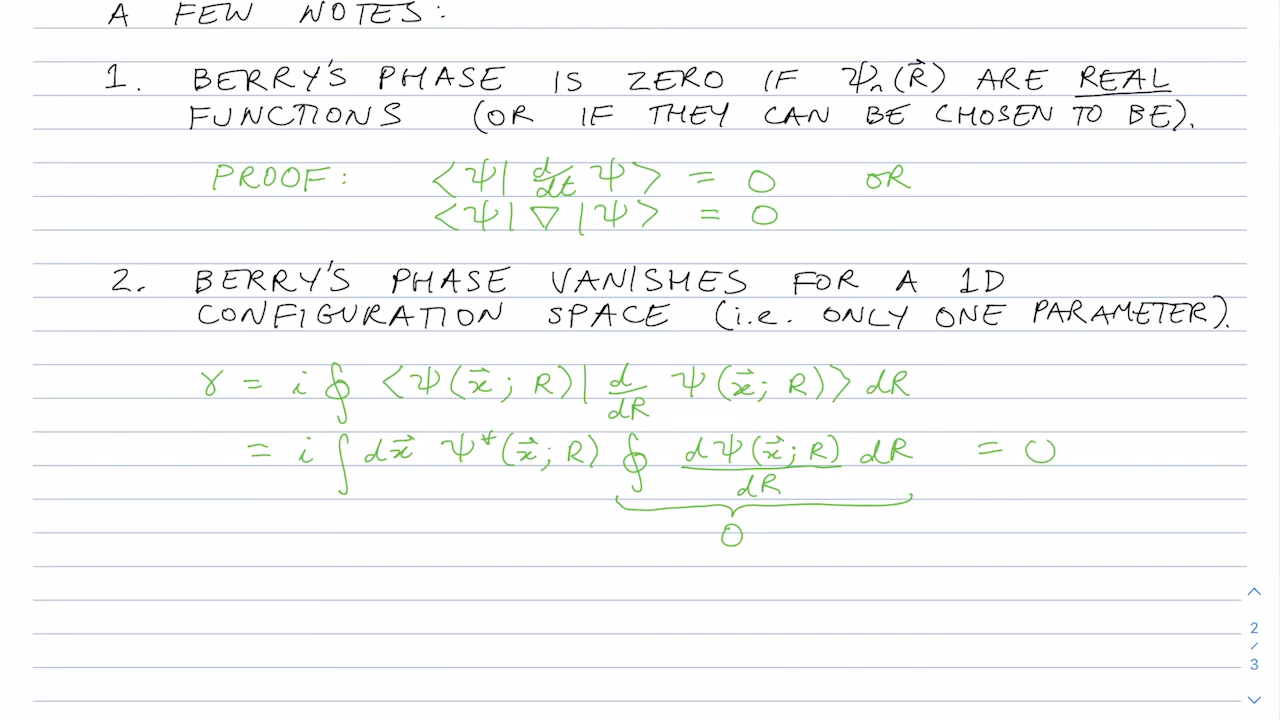 A FEW NOTES:
1. BERRY'S PHASE IS ZERO IF ψₙ(R⃗) ARE REAL
FUNCTIONS (OR IF THEY CAN BE CHOSEN TO BE).
PROOF: <ψ| d/dt ψ> = 0 OR
<ψ|∇|ψ> = 0
2. BERRY'S PHASE VANISHES FOR A 1D
CONFIGURATION SPACE (i.e. ONLY ONE PARAMETER).
γ = i ∮ <ψ(x⃗; R)| d/dR ψ(x⃗; R)> dR
= i ∫ dx⃗ ψ*(x⃗; R) ∮ dψ(x⃗; R)/dR dR = 0
0
2
/
3